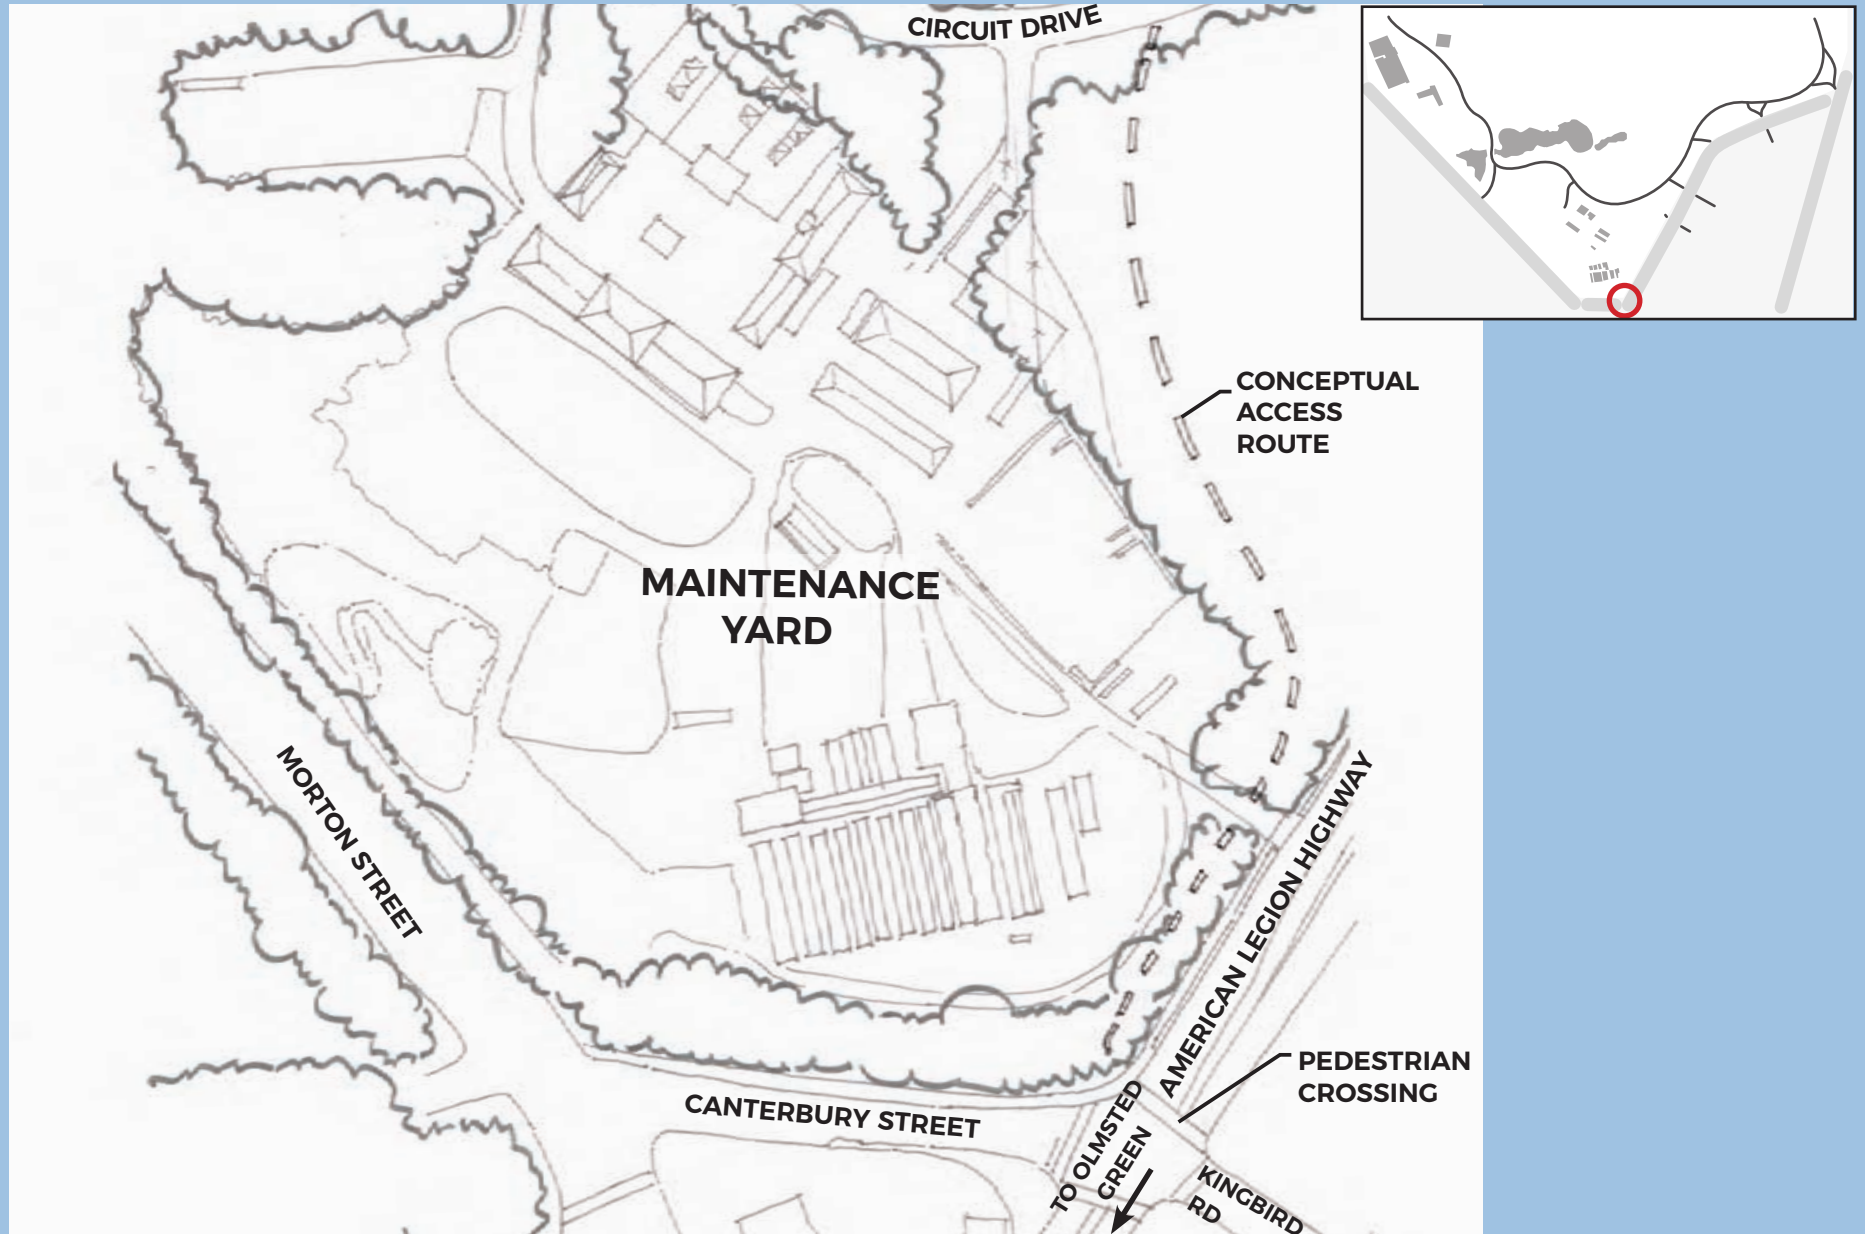 CIRCUIT DRIVE
CONCEPTUAL
ACCESS
ROUTE
MAINTENANCE
YARD
MORTON STREET
AMERICAN LEGION HIGHWAY
PEDESTRIAN
CROSSING
CANTERBURY STREET
TO OLMSTED
GREEN
KINGBIRD
RD